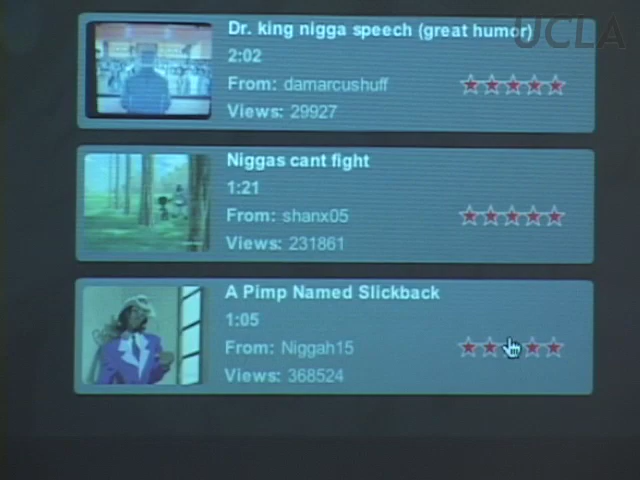 UCLA
Dr. king nigga speech (great humor)
2:02
From: damarcushuff
Views: 29927
Niggas cant fight
1:21
From: shanx05
Views: 231861
A Pimp Named Slickback
1:05
From: Niggah15
Views: 368524